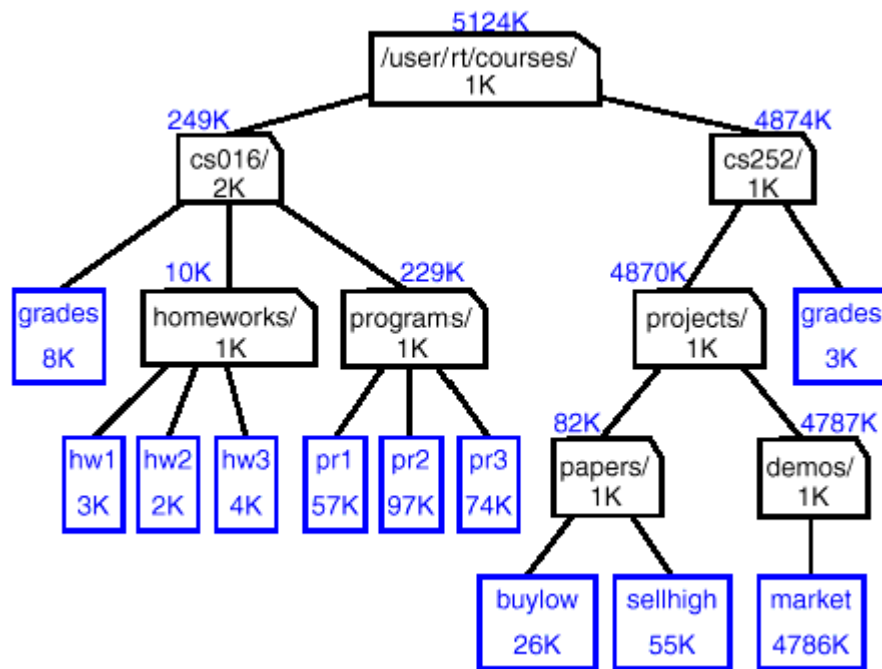 5124K
/user/rt/courses/
1K
249K
cs016/
2K
4874K
cs252/
1K
grades
8K
10K
homeworks/
1K
229K
programs/
1K
4870K
projects/
1K
grades
3K
hw1
3K
hw2
2K
hw3
4K
pr1
57K
pr2
97K
pr3
74K
82K
papers/
1K
4787K
demos/
1K
buylow
26K
sellhigh
55K
market
4786K